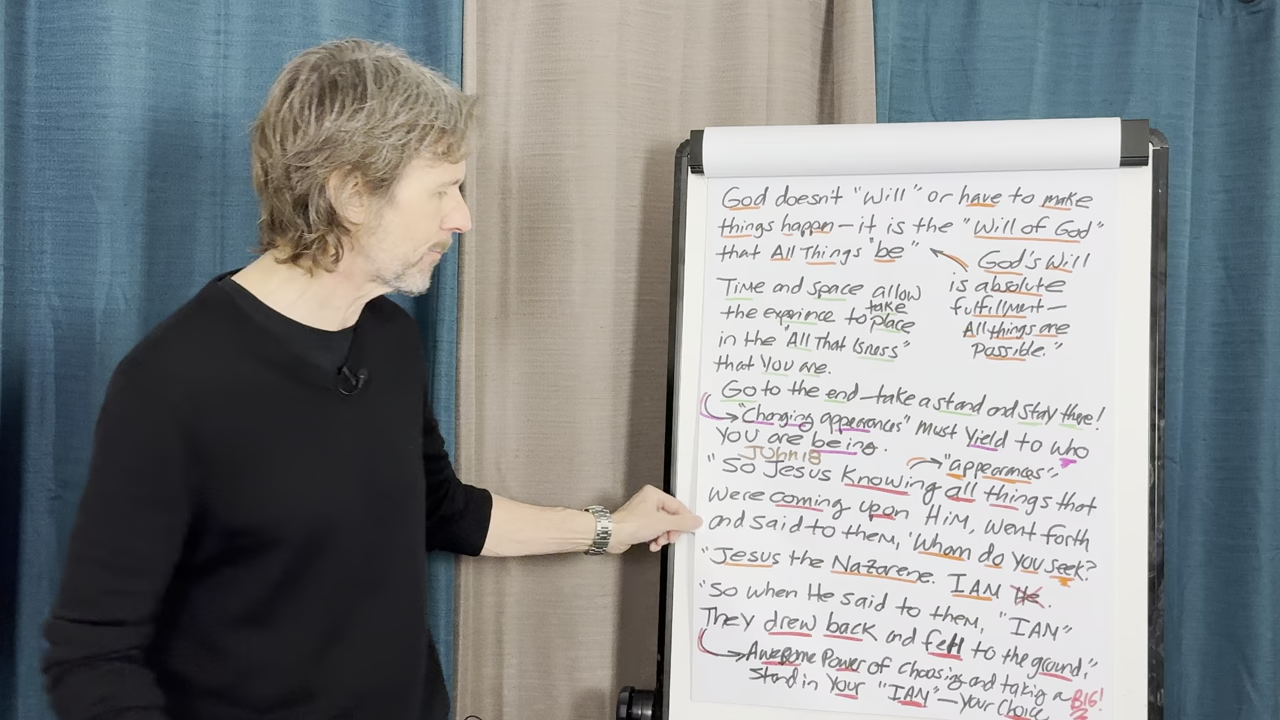 God doesn't "Will" or have to make
things happen—it is the "Will of God"
that All Things "be"
God's Will
is absolute
fulfillment—
All things are
Possible."
Time and space allow
the experince to take place
in the "All That Isness"
that You are.
Go to the end—take a stand and stay there!
"Changing appearances" must Yield to who
You are being.
John 18
"appearances"
"So Jesus Knowing all things that
were coming upon Him, went forth
and said to them, "Whom do you seek?
"Jesus the Nazarene. I AM He.
"So when He said to them, "I AM"
They drew back and fell to the ground,"
Awesome Power of choosing and taking a BIG!
Stand in Your "I AM"—Your Choice